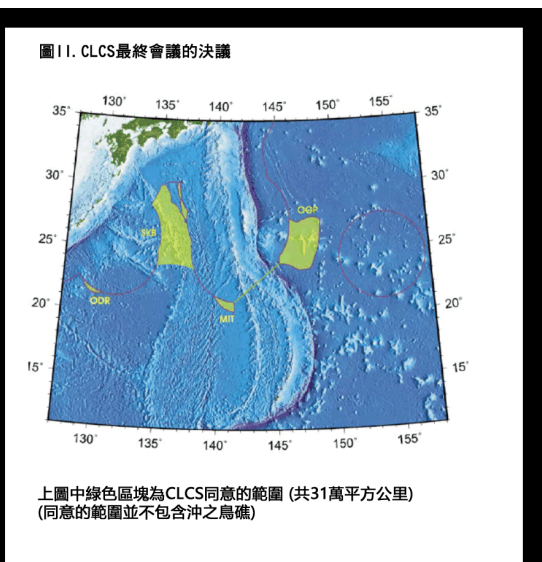 圖II. CLCS最終會議的決議
130° 135° 140° 145° 150° 155°
35° 35°
30° 30°
OGP
SKB
25° 25°
ODR
MIT
20° 20°
15° 15°
130° 135° 140° 145° 150° 155°
上圖中綠色區塊為CLCS同意的範圍 (共31萬平方公里)
(同意的範圍並不包含沖之鳥礁)